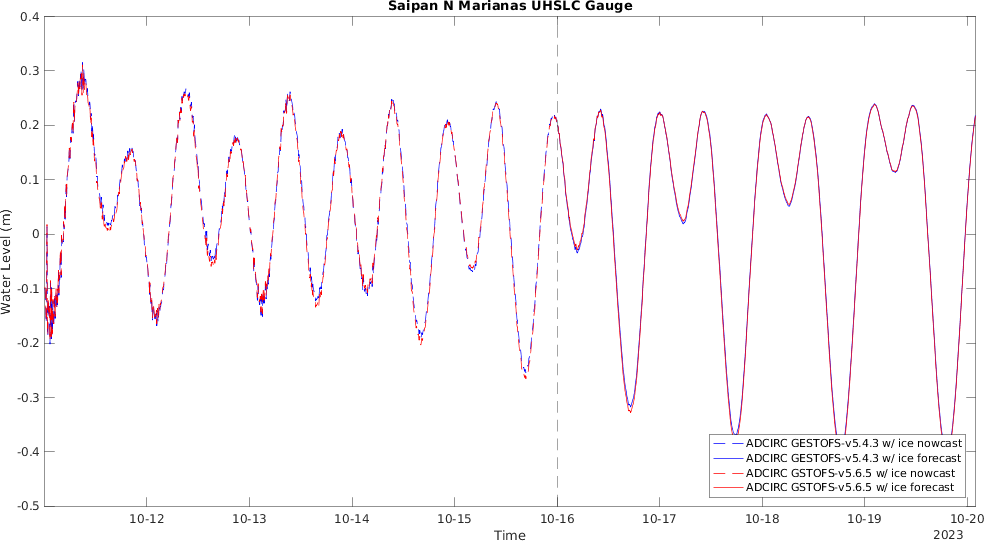 Saipan N Marianas UHSLC Gauge
0.4
0.3
0.2
0.1
0
-0.1
-0.2
-0.3
-0.4
-0.5
Water Level (m)
10-12
10-13
10-14
10-15
10-16
10-17
10-18
10-19
10-20
Time
2023
ADCIRC GESTOFS-v5.4.3 w/ ice nowcast
ADCIRC GESTOFS-v5.4.3 w/ ice forecast
ADCIRC GSTOFS-v5.6.5 w/ ice nowcast
ADCIRC GSTOFS-v5.6.5 w/ ice forecast